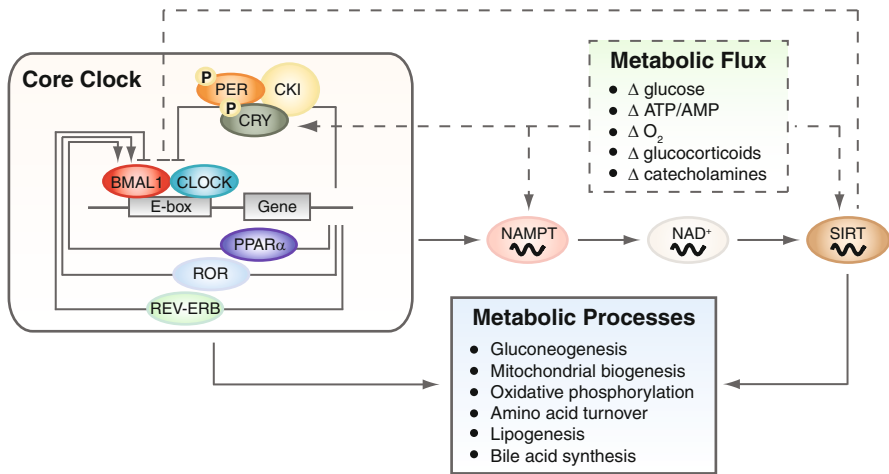 Core Clock
P
PER
CKI
P
CRY
BMAL1
CLOCK
E-box
Gene
PPARα
ROR
REV-ERB
Metabolic Flux
● Δ glucose
● Δ ATP/AMP
● Δ O₂
● Δ glucocorticoids
● Δ catecholamines
NAMPT
NAD⁺
SIRT
Metabolic Processes
● Gluconeogenesis
● Mitochondrial biogenesis
● Oxidative phosphorylation
● Amino acid turnover
● Lipogenesis
● Bile acid synthesis